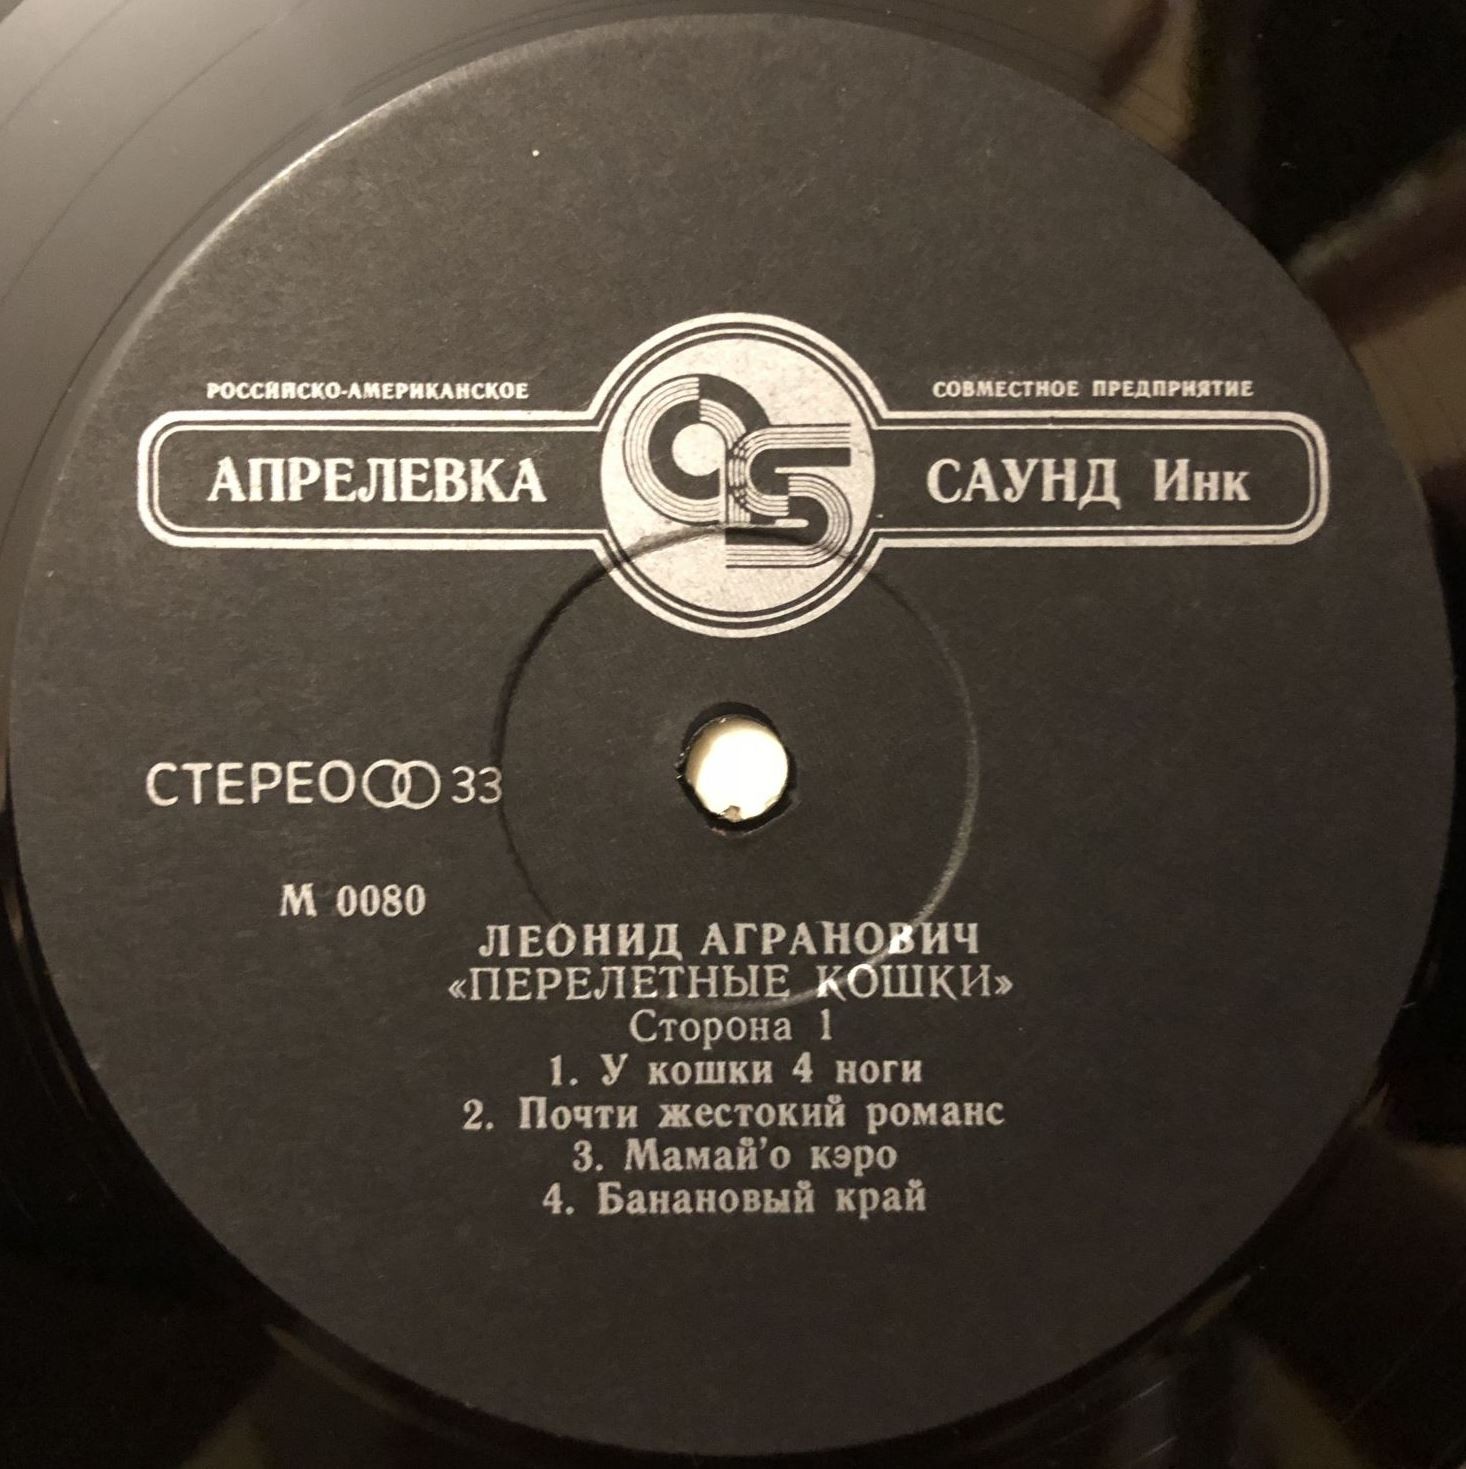 РОССИЙСКО-АМЕРИКАНСКОЕ СОВМЕСТНОЕ ПРЕДПРИЯТИЕ
АПРЕЛЕВКА САУНД Инк
СТЕРЕО 33
М 0080
ЛЕОНИД АГРАНОВИЧ
«ПЕРЕЛЕТНЫЕ КОШКИ»
Сторона 1
1. У кошки 4 ноги
2. Почти жестокий романс
3. Мамай'о кэро
4. Банановый край